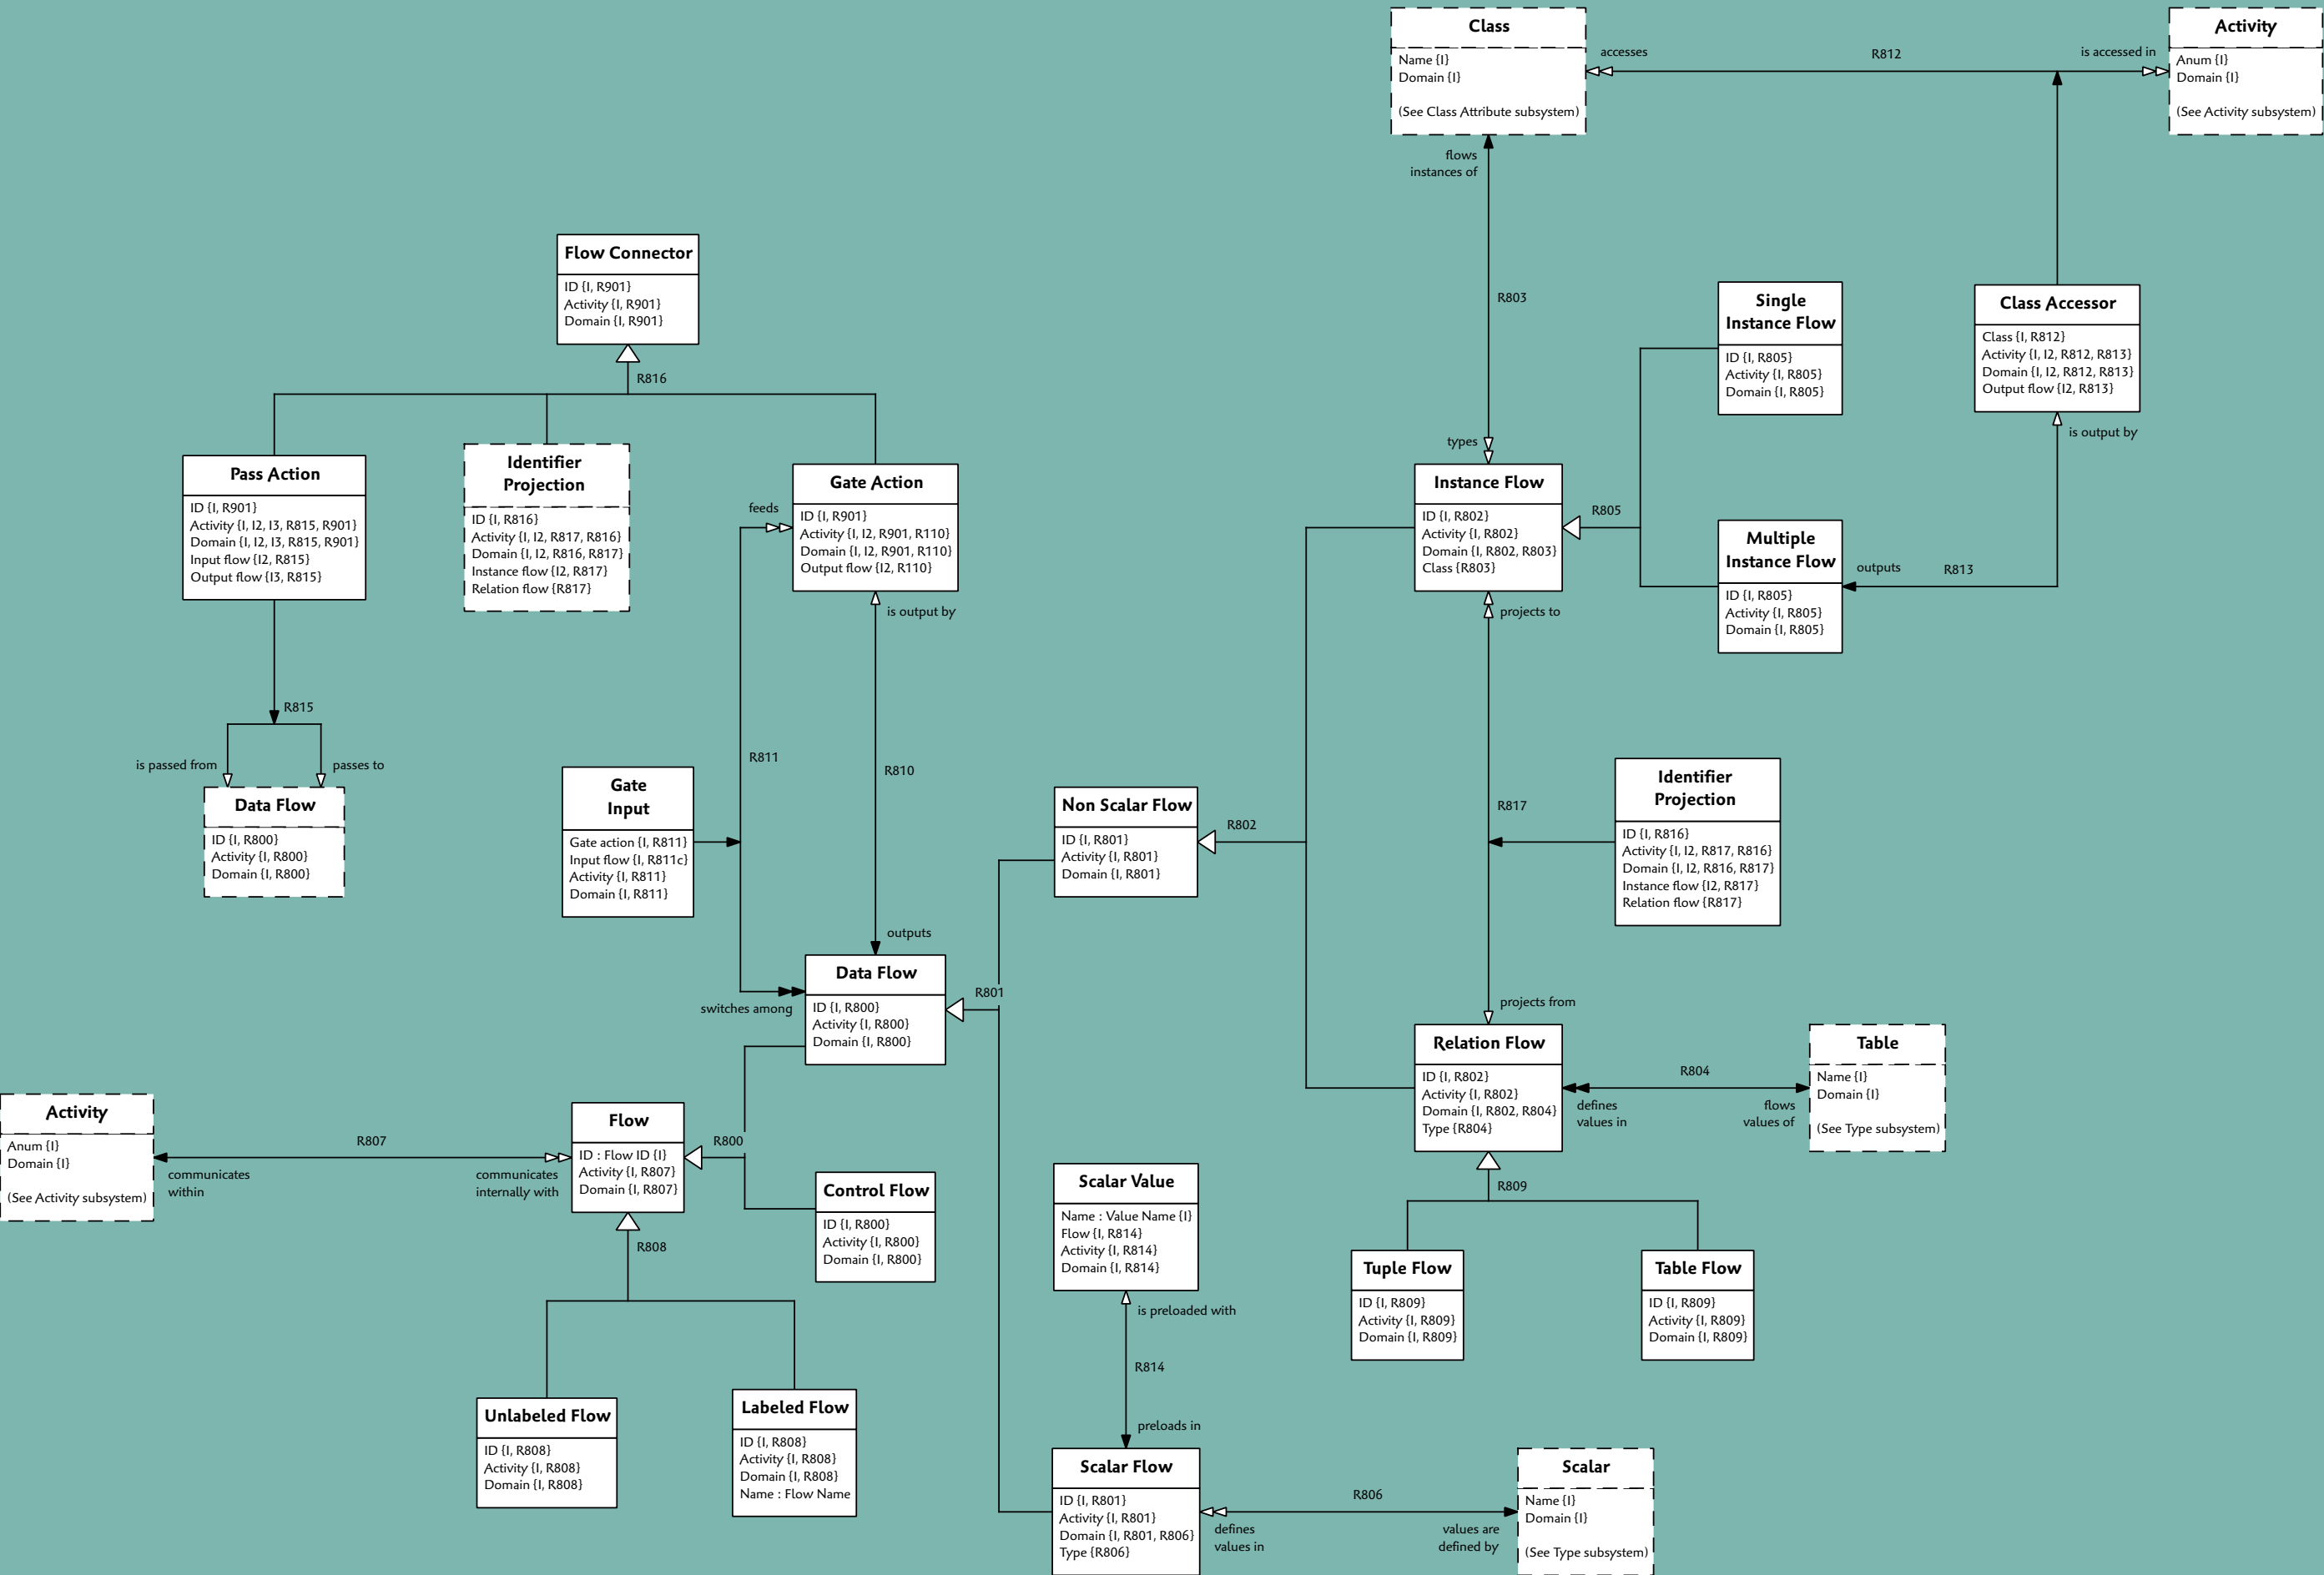 Class
Name {I}
Domain {I}
(See Class Attribute subsystem)
accesses
R812
is accessed in
Activity
Anum {I}
Domain {I}
(See Activity subsystem)
flows
instances of
R803
types
Flow Connector
ID {I, R901}
Activity {I, R901}
Domain {I, R901}
R816
Single
Instance Flow
ID {I, R805}
Activity {I, R805}
Domain {I, R805}
Class Accessor
Class {I, R812}
Activity {I, I2, R812, R813}
Domain {I, I2, R812, R813}
Output flow {I2, R813}
is output by
Pass Action
ID {I, R901}
Activity {I, I2, I3, R815, R901}
Domain {I, I2, I3, R815, R901}
Input flow {I2, R815}
Output flow {I3, R815}
Identifier
Projection
ID {I, R816}
Activity {I, I2, R817, R816}
Domain {I, I2, R816, R817}
Instance flow {I2, R817}
Relation flow {R817}
feeds
Gate Action
ID {I, R901}
Activity {I, I2, R901, R110}
Domain {I, I2, R901, R110}
Output flow {I2, R110}
is output by
Instance Flow
ID {I, R802}
Activity {I, R802}
Domain {I, R802, R803}
Class {R803}
R805
projects to
Multiple
Instance Flow
ID {I, R805}
Activity {I, R805}
Domain {I, R805}
outputs
R813
R815
is passed from
passes to
Data Flow
ID {I, R800}
Activity {I, R800}
Domain {I, R800}
R811
R810
Gate
Input
Gate action {I, R811}
Input flow {I, R811c}
Activity {I, R811}
Domain {I, R811}
Non Scalar Flow
ID {I, R801}
Activity {I, R801}
Domain {I, R801}
R802
R817
Identifier
Projection
ID {I, R816}
Activity {I, I2, R817, R816}
Domain {I, I2, R816, R817}
Instance flow {I2, R817}
Relation flow {R817}
outputs
switches among
Data Flow
ID {I, R800}
Activity {I, R800}
Domain {I, R800}
R801
projects from
Relation Flow
ID {I, R802}
Activity {I, R802}
Domain {I, R802, R804}
Type {R804}
defines
values in
R804
flows
values of
Table
Name {I}
Domain {I}
(See Type subsystem)
Activity
Anum {I}
Domain {I}
(See Activity subsystem)
R807
communicates
within
communicates
internally with
Flow
ID : Flow ID {I}
Activity {I, R807}
Domain {I, R807}
R800
R808
Control Flow
ID {I, R800}
Activity {I, R800}
Domain {I, R800}
Scalar Value
Name : Value Name {I}
Flow {I, R814}
Activity {I, R814}
Domain {I, R814}
is preloaded with
R814
preloads in
R809
Tuple Flow
ID {I, R809}
Activity {I, R809}
Domain {I, R809}
Table Flow
ID {I, R809}
Activity {I, R809}
Domain {I, R809}
Unlabeled Flow
ID {I, R808}
Activity {I, R808}
Domain {I, R808}
Labeled Flow
ID {I, R808}
Activity {I, R808}
Domain {I, R808}
Name : Flow Name
Scalar Flow
ID {I, R801}
Activity {I, R801}
Domain {I, R801, R806}
Type {R806}
defines
values in
R806
values are
defined by
Scalar
Name {I}
Domain {I}
(See Type subsystem)